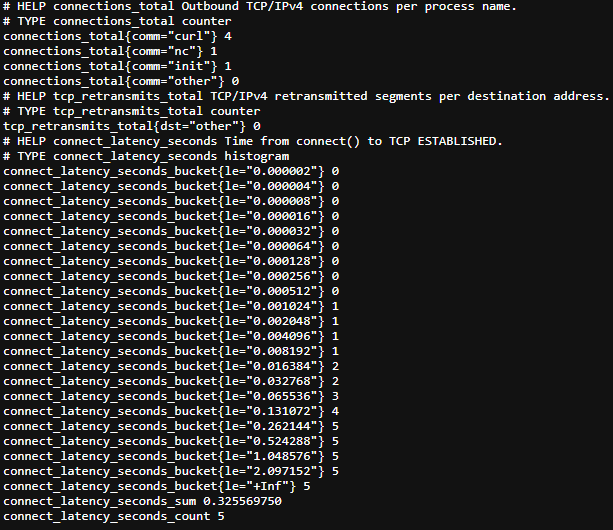 # HELP connections_total Outbound TCP/IPv4 connections per process name.
# TYPE connections_total counter
connections_total{comm="curl"} 4
connections_total{comm="nc"} 1
connections_total{comm="init"} 1
connections_total{comm="other"} 0
# HELP tcp_retransmits_total TCP/IPv4 retransmitted segments per destination address.
# TYPE tcp_retransmits_total counter
tcp_retransmits_total{dst="other"} 0
# HELP connect_latency_seconds Time from connect() to TCP ESTABLISHED.
# TYPE connect_latency_seconds histogram
connect_latency_seconds_bucket{le="0.000002"} 0
connect_latency_seconds_bucket{le="0.000004"} 0
connect_latency_seconds_bucket{le="0.000008"} 0
connect_latency_seconds_bucket{le="0.000016"} 0
connect_latency_seconds_bucket{le="0.000032"} 0
connect_latency_seconds_bucket{le="0.000064"} 0
connect_latency_seconds_bucket{le="0.000128"} 0
connect_latency_seconds_bucket{le="0.000256"} 0
connect_latency_seconds_bucket{le="0.000512"} 0
connect_latency_seconds_bucket{le="0.001024"} 1
connect_latency_seconds_bucket{le="0.002048"} 1
connect_latency_seconds_bucket{le="0.004096"} 1
connect_latency_seconds_bucket{le="0.008192"} 1
connect_latency_seconds_bucket{le="0.016384"} 2
connect_latency_seconds_bucket{le="0.032768"} 2
connect_latency_seconds_bucket{le="0.065536"} 3
connect_latency_seconds_bucket{le="0.131072"} 4
connect_latency_seconds_bucket{le="0.262144"} 5
connect_latency_seconds_bucket{le="0.524288"} 5
connect_latency_seconds_bucket{le="1.048576"} 5
connect_latency_seconds_bucket{le="2.097152"} 5
connect_latency_seconds_bucket{le="+Inf"} 5
connect_latency_seconds_sum 0.325569750
connect_latency_seconds_count 5